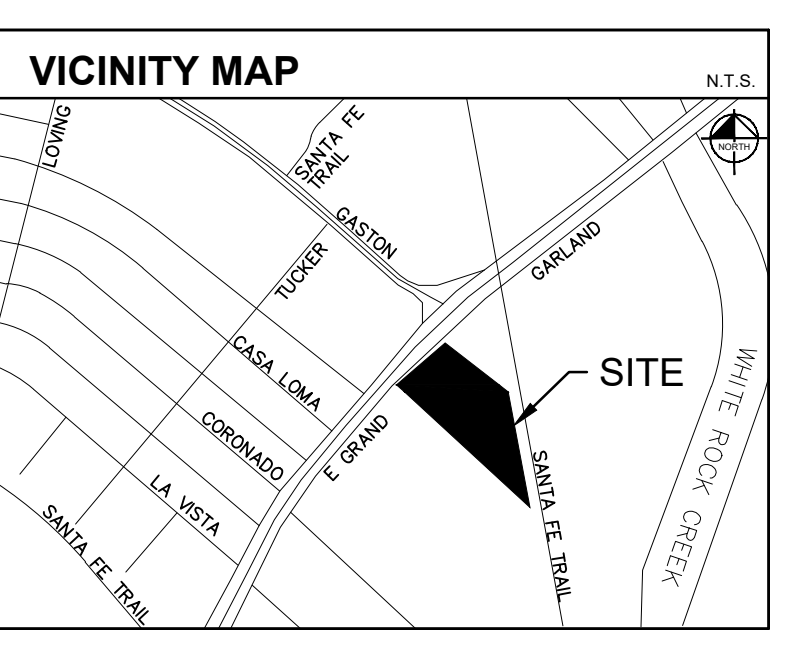 VICINITY MAP
N.T.S.
LOVING
SANTA FE
TRAIL
NORTH
GASTON
TUCKER
GARLAND
CASA LOMA
SITE
CORONADO
E GRAND
WHITE ROCK CREEK
LA VISTA
SANTA FE TRAIL
SANTA FE TRAIL